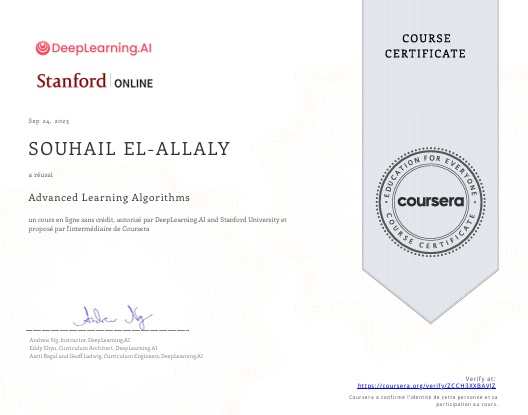 DeepLearning.AI
Stanford | ONLINE
COURSE
CERTIFICATE
Sep 24, 2023
SOUHAIL EL-ALLALY
a réussi
Advanced Learning Algorithms
un cours en ligne sans crédit, autorisé par DeepLearning.AI and Stanford University et
proposé par l'intermédiaire de Coursera
EDUCATION FOR EVERYONE
coursera
COURSE CERTIFICATE
Andrew Ng
Andrew Ng, Instructor, DeepLearning.AI
Eddy Shyu, Curriculum Architect, DeepLearning.AI
Aarti Bagul and Geoff Ladwig, Curriculum Engineers, DeepLearning.AI
Verify at:
https://coursera.org/verify/ZCCH3XXBAVJZ
Coursera a confirmé l'identité de cette personne et sa
participation au cours.